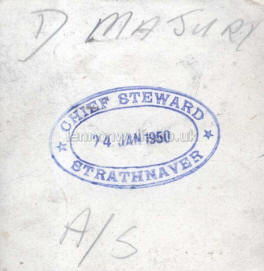 D. MAJURY
★ CHIEF STEWARD ★
24 JAN 1950
STRATHNAVER
A/S